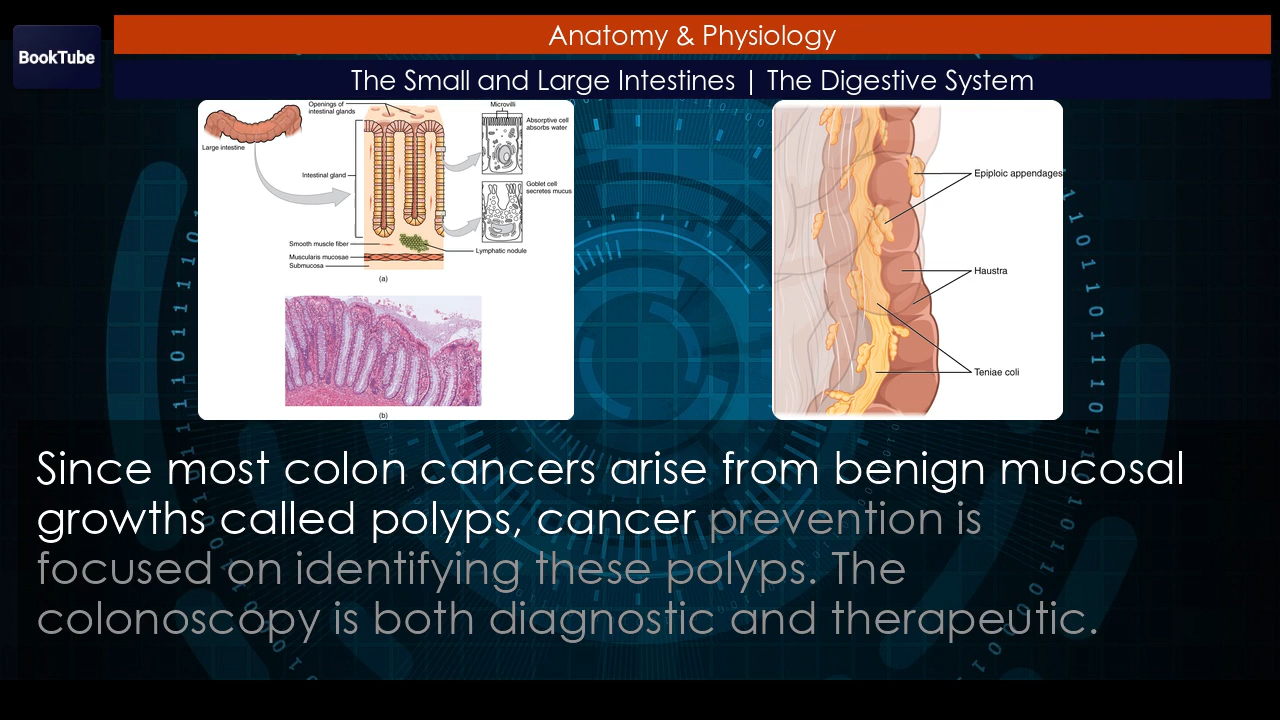 BookTube
Anatomy & Physiology
The Small and Large Intestines | The Digestive System
Openings of
intestinal glands
Large intestine
Intestinal gland
Smooth muscle fiber
Muscularis mucosae
Submucosa
Microvilli
Absorptive cell
absorbs water
Goblet cell
secretes mucus
Lymphatic nodule
(a)
(b)
Epiploic appendages
Haustra
Teniae coli
Since most colon cancers arise from benign mucosal
growths called polyps, cancer prevention is
focused on identifying these polyps. The
colonoscopy is both diagnostic and therapeutic.